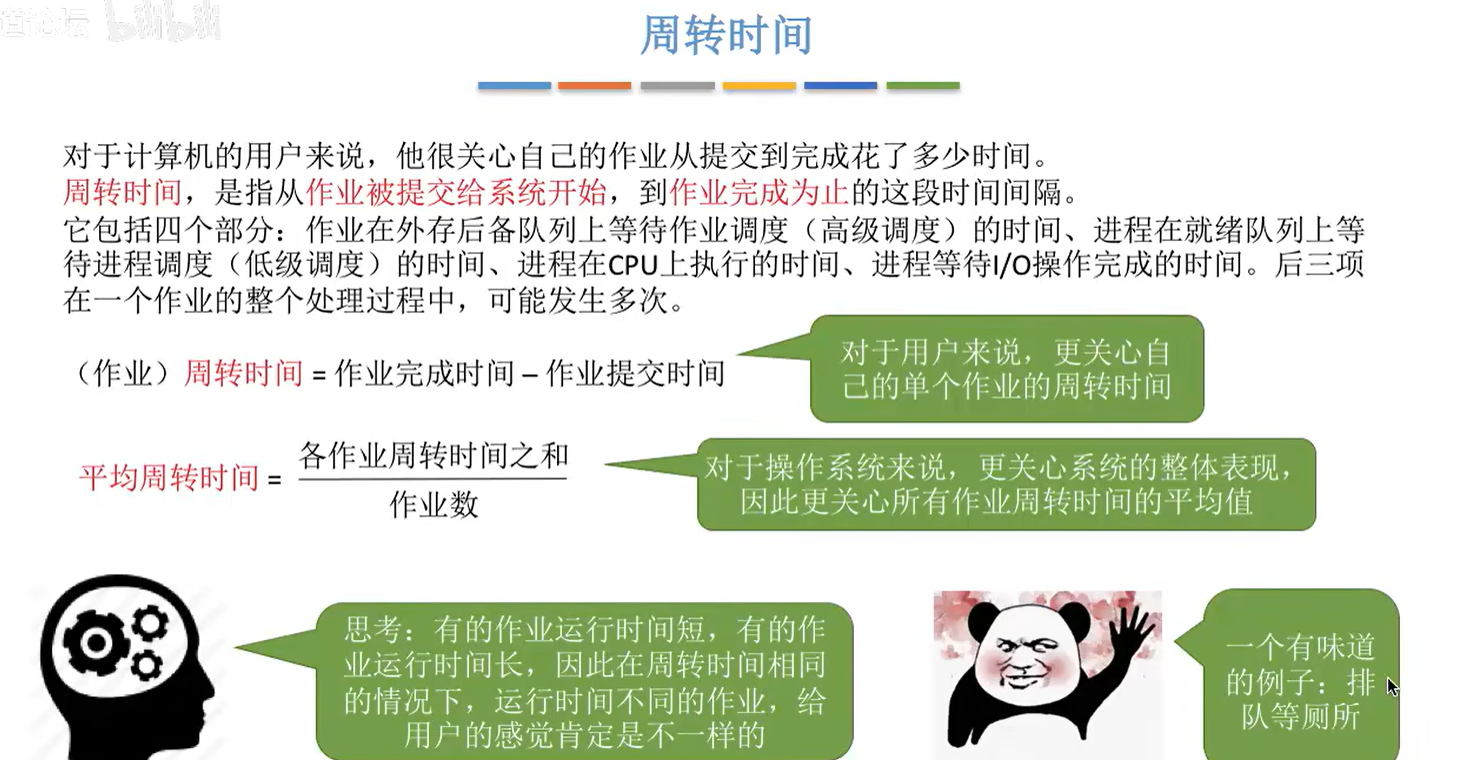 道论坛 bilibili
周转时间
对于计算机的用户来说，他很关心自己的作业从提交到完成花了多少时间。
周转时间，是指从作业被提交给系统开始，到作业完成为止的这段时间间隔。
它包括四个部分：作业在外存后备队列上等待作业调度（高级调度）的时间、进程在就绪队列上等
待进程调度（低级调度）的时间、进程在CPU上执行的时间、进程等待I/O操作完成的时间。后三项
在一个作业的整个处理过程中，可能发生多次。
（作业）周转时间 = 作业完成时间 – 作业提交时间
对于用户来说，更关心自
己的单个作业的周转时间
平均周转时间 =
各作业周转时间之和
作业数
对于操作系统来说，更关心系统的整体表现，
因此更关心所有作业周转时间的平均值
思考：有的作业运行时间短，有的作
业运行时间长，因此在周转时间相同
的情况下，运行时间不同的作业，给
用户的感觉肯定是不一样的
一个有味道
的例子：排
队等厕所